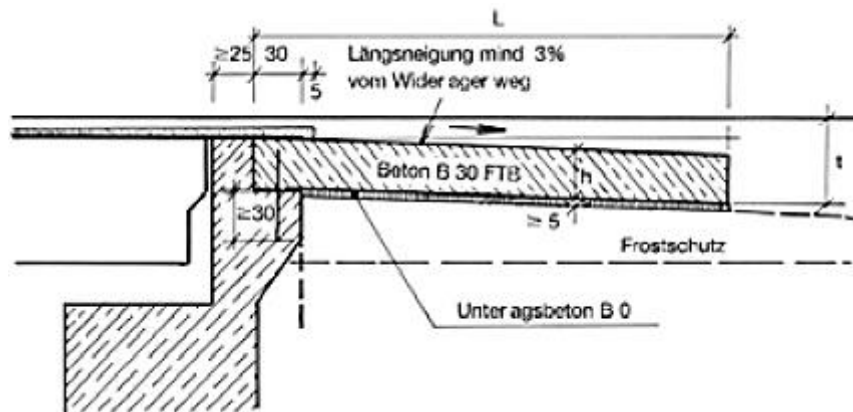 L
≥25 30
5
Längsneigung mind 3%
vom Wider ager weg
t
Beton B 30 FTB
h
≥30
≥ 5
Frostschutz
Unter agsbeton B 0